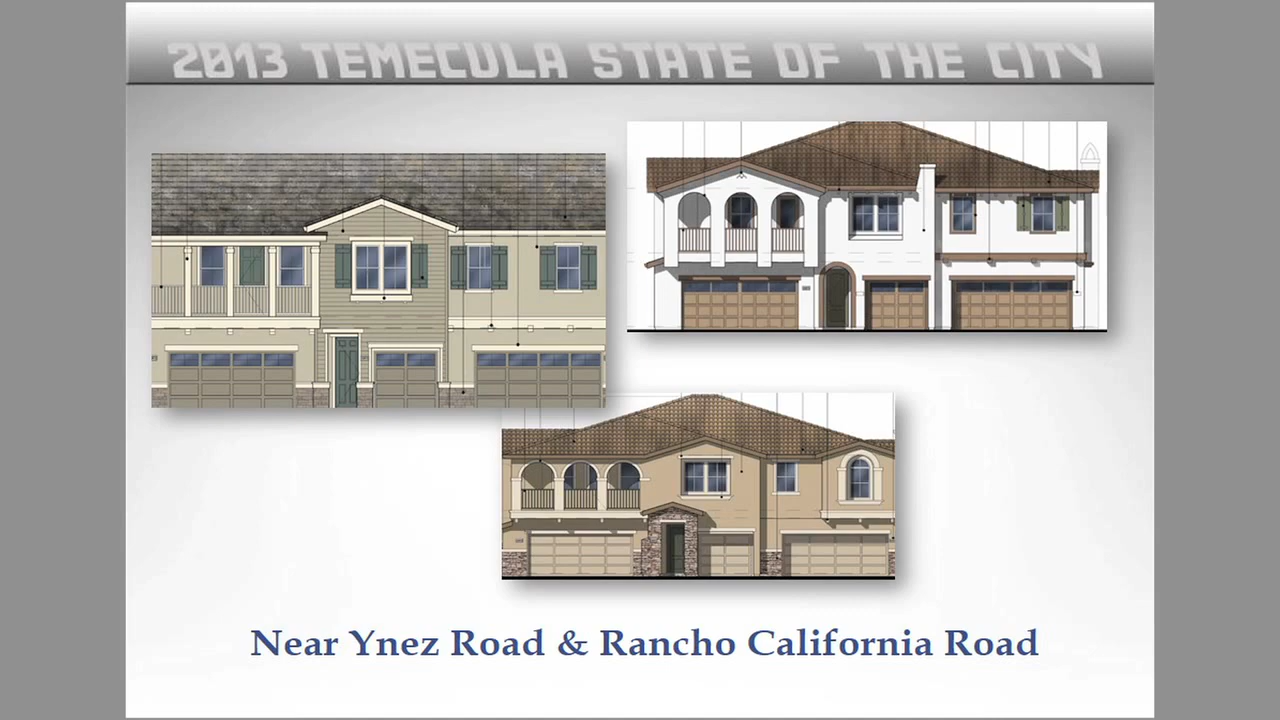 2013 TEMECULA STATE OF THE CITY
Near Ynez Road & Rancho California Road